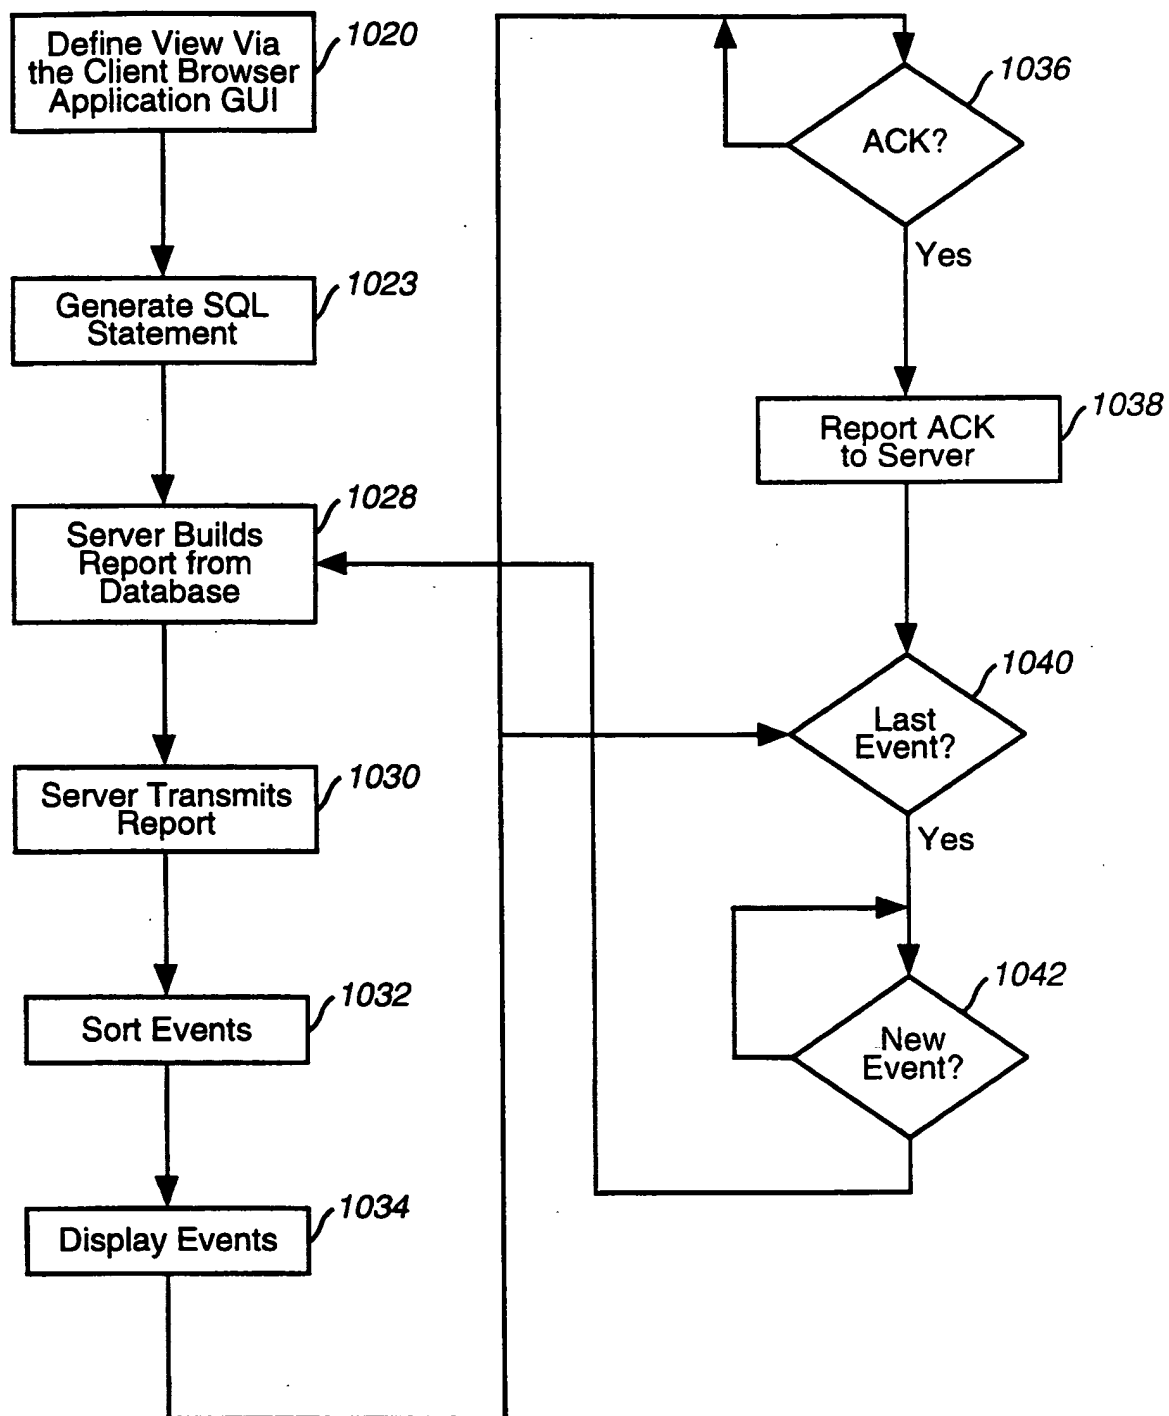 Define View Via
the Client Browser
Application GUI
1020
Generate SQL
Statement
1023
Server Builds
Report from
Database
1028
Server Transmits
Report
1030
Sort Events
1032
Display Events
1034
ACK?
1036
Yes
Report ACK
to Server
1038
Last
Event?
1040
Yes
New
Event?
1042